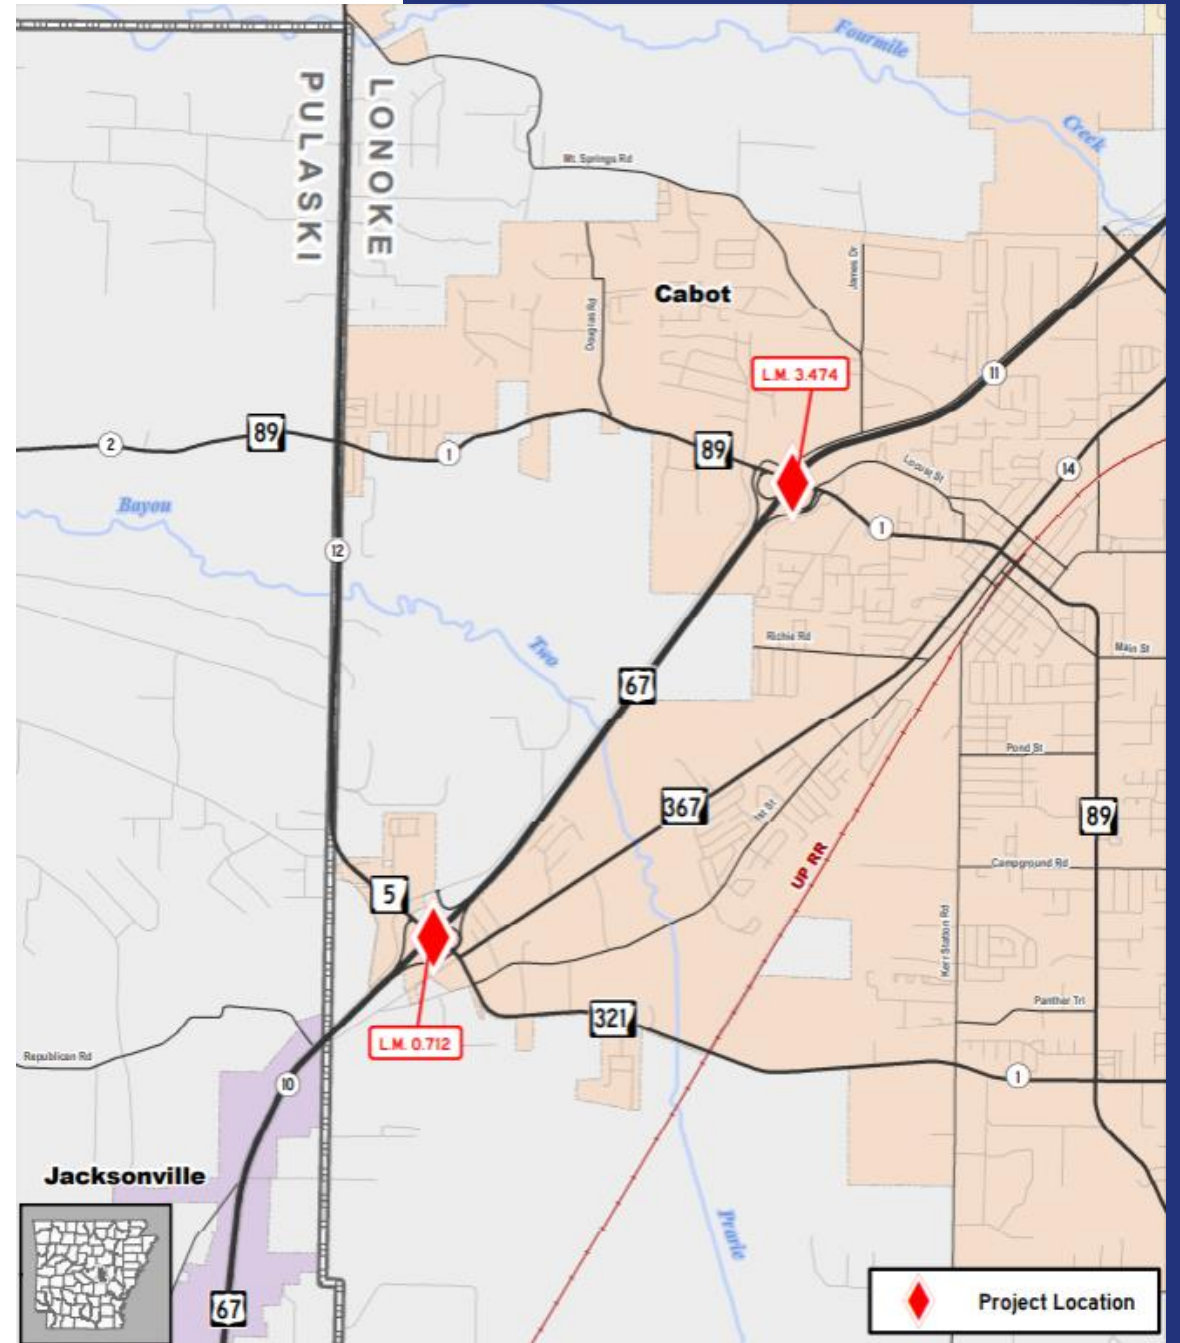 Fourmile
Creek
PULASKI
LONOKE
Mt. Springs Rd
James Dr
Cabot
Douglas Rd
L.M. 3.474
11
89
2
1
89
Locust St
14
Bayou
1
12
Two
Richie Rd
Main St
67
Pond St
367
1st St
89
UP RR
Campground Rd
5
Kerr Station Rd
Panther Trl
321
L.M. 0.712
Republican Rd
10
1
Jacksonville
Prarie
67
Project Location